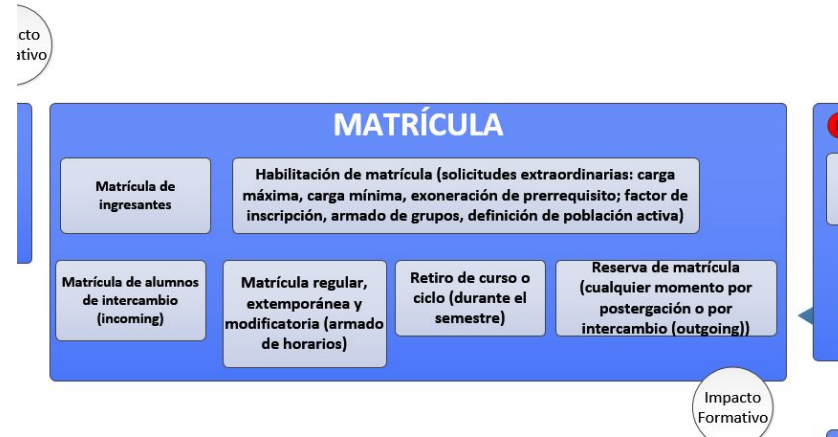 MATRÍCULA
Matrícula de
ingresantes
Habilitación de matrícula (solicitudes extraordinarias: carga
máxima, carga mínima, exoneración de prerrequisito; factor de
inscripción, armado de grupos, definición de población activa)
Matrícula de alumnos
de intercambio
(incoming)
Matrícula regular,
extemporánea y
modificatoria (armado
de horarios)
Retiro de curso o
ciclo (durante el
semestre)
Reserva de matrícula
(cualquier momento por
postergación o por
intercambio (outgoing))
Impacto
Formativo